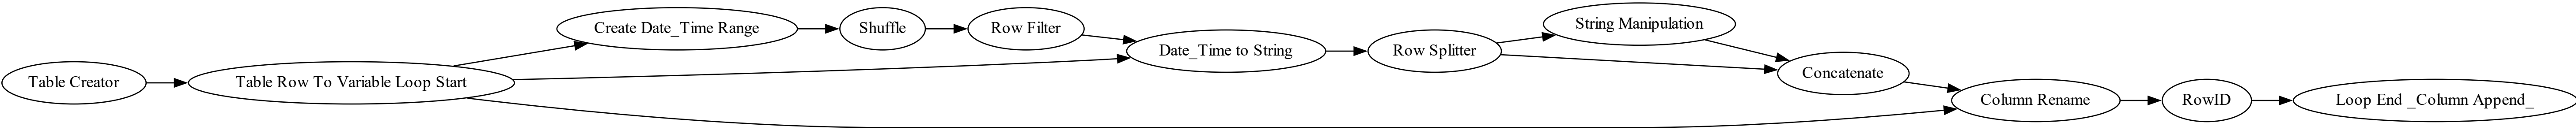 Table Creator
Table Row To Variable Loop Start
Create Date_Time Range
Shuffle
Row Filter
Date_Time to String
Row Splitter
String Manipulation
Concatenate
Column Rename
RowID
Loop End _Column Append_